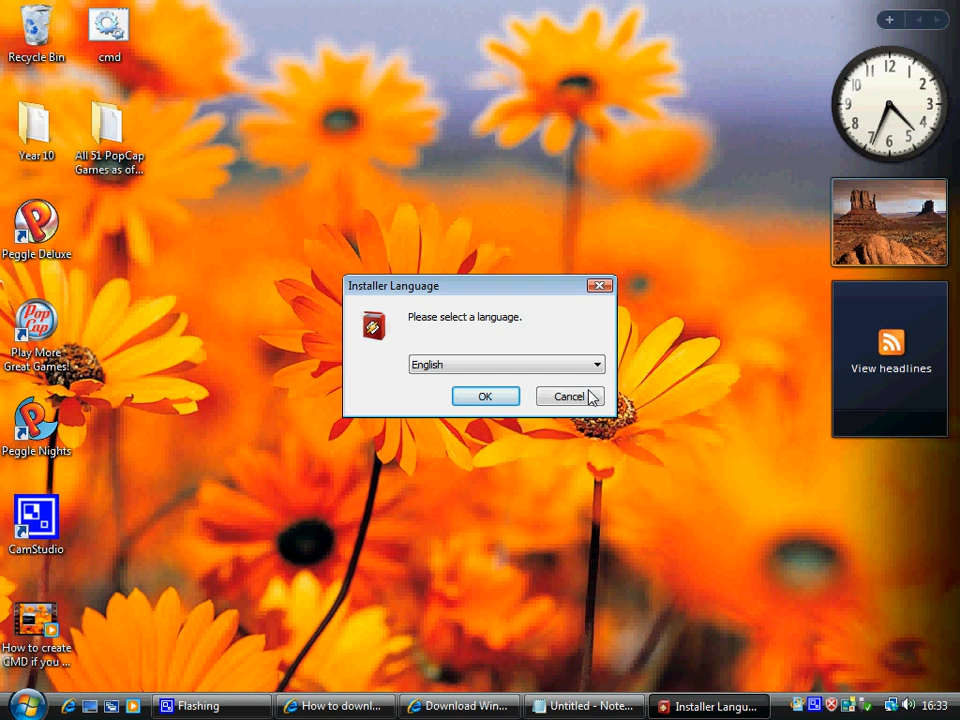 Recycle Bin
cmd
Year 10
All 51 PopCap
Games as of...
Peggle Deluxe
Pop
Cap
Play More
Great Games!
Peggle Nights
CamStudio
How to create
CMD if you ...
Installer Language
Please select a language.
English
OK
Cancel
12
1
2
3
4
5
6
7
8
9
10
11
View headlines
Flashing
How to downl...
Download Win...
Untitled - Note...
Installer Langu...
16:33